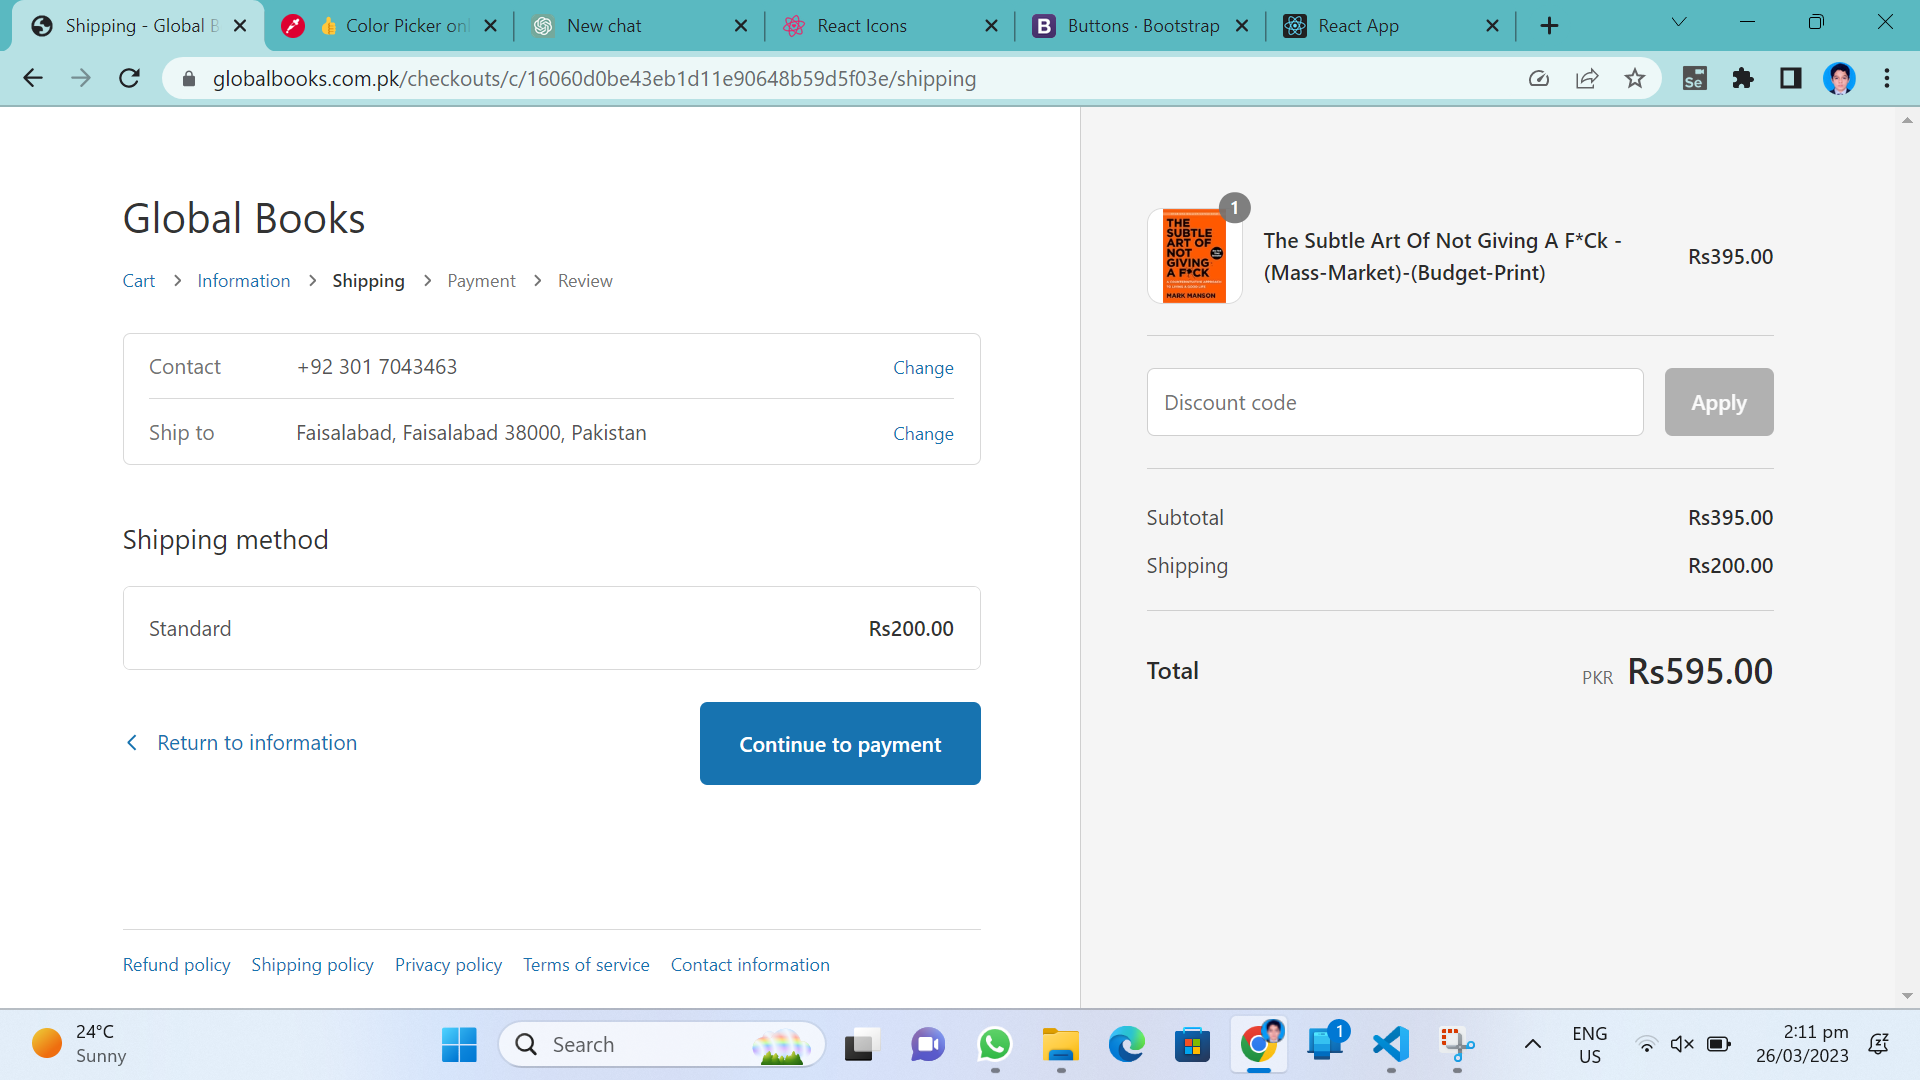 Shipping - Global B
Color Picker onl
New chat
React Icons
Buttons · Bootstrap
React App
globalbooks.com.pk/checkouts/c/16060d0be43eb1d11e90648b59d5f03e/shipping
Se
Global Books
Cart > Information > Shipping > Payment > Review
Contact +92 301 7043463 Change
Ship to Faisalabad, Faisalabad 38000, Pakistan Change
Shipping method
Standard Rs200.00
Return to information
Continue to payment
Refund policy Shipping policy Privacy policy Terms of service Contact information
1
THE
SUBTLE
ART OF
NOT
GIVING
A F*CK
MARK MANSON
The Subtle Art Of Not Giving A F*Ck -
(Mass-Market)-(Budget-Print)
Rs395.00
Discount code
Apply
Subtotal Rs395.00
Shipping Rs200.00
Total PKR Rs595.00
24°C
Sunny
Search
1
ENG
US
2:11 pm
26/03/2023